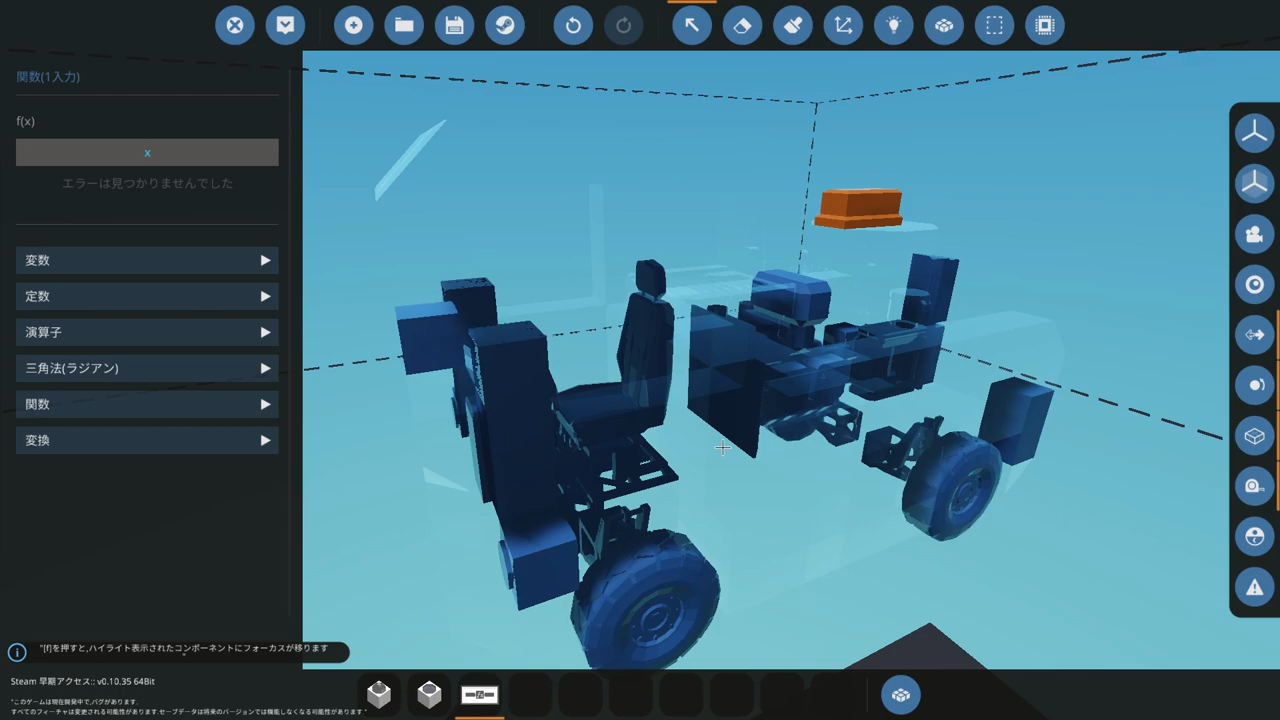 関数(1入力)
f(x)
x
エラーは見つかりませんでした
変数
定数
演算子
三角法(ラジアン)
関数
変換
"[f]を押すと,ハイライト表示されたコンポーネントにフォーカスが移ります
Steam 早期アクセス:: v0.10.35 64Bit
*このゲームは現在開発中で,バグがあります.
すべてのフィーチャは変更される可能性があります.セーブデータは将来のバージョンでは機能しなくなる可能性があります.*